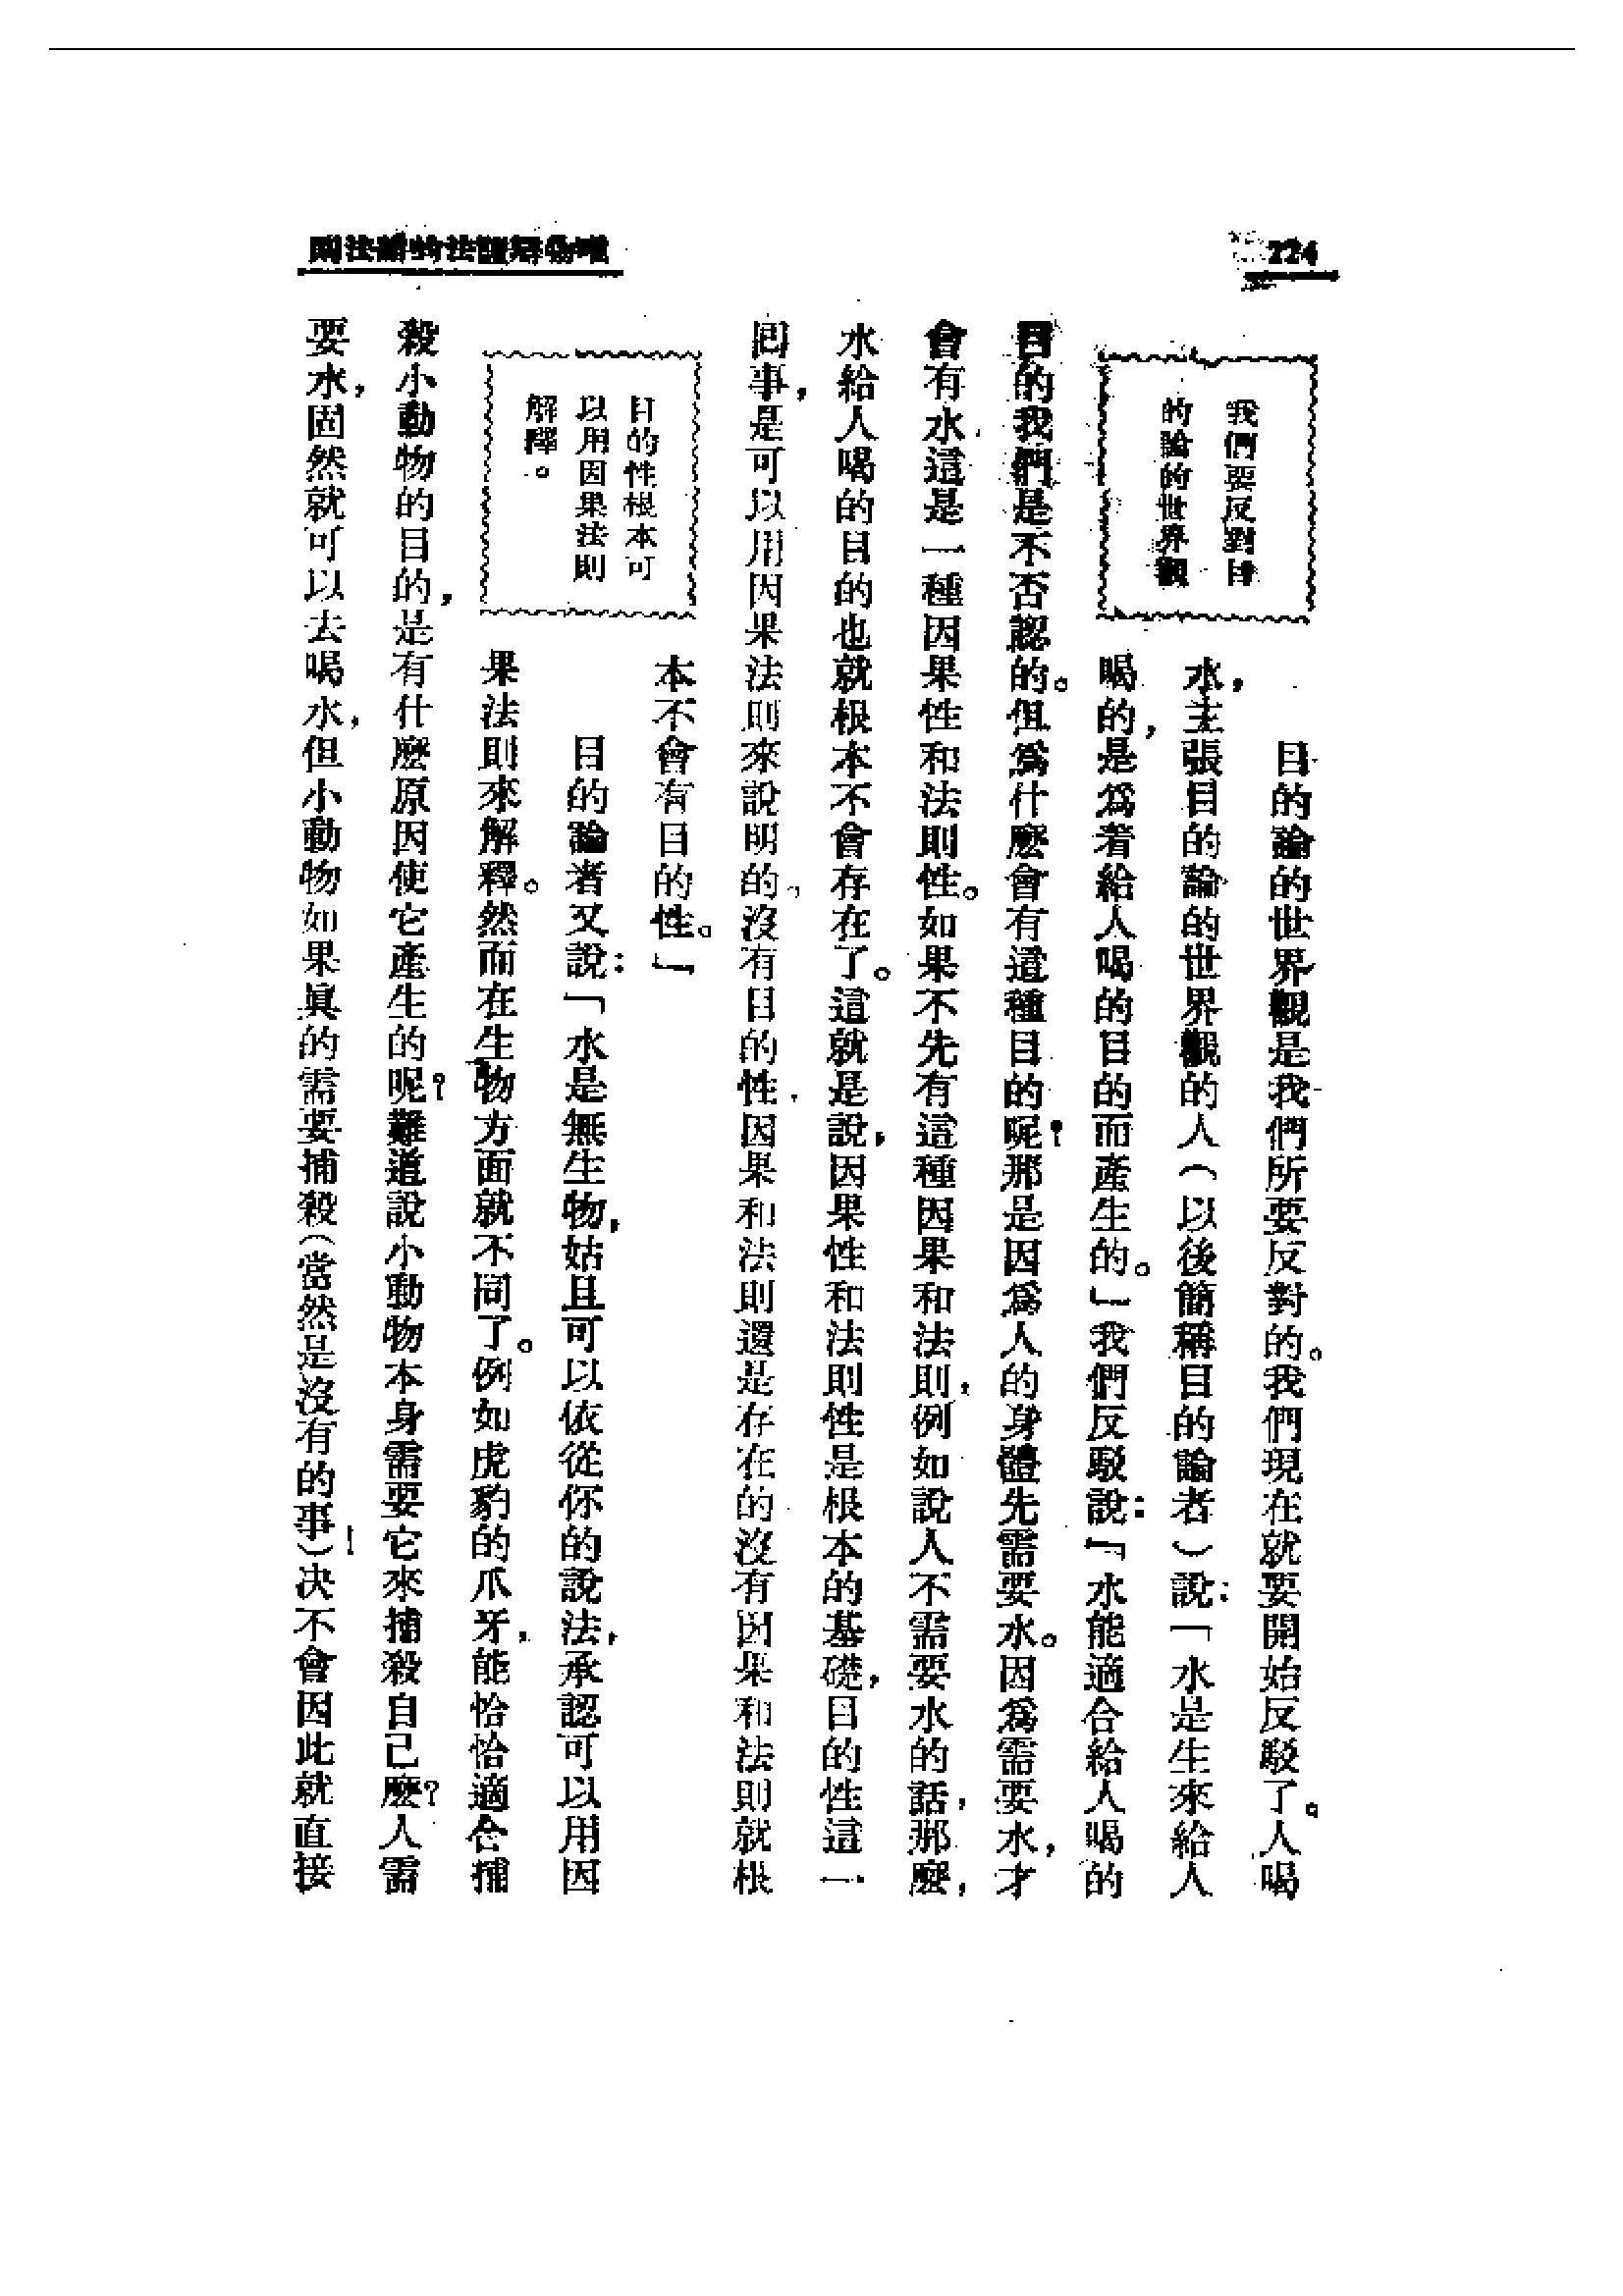 224
唯物辯證法的諸法則
我們要反對目
的論的世界觀
目的論的世界觀是我們所要反對的。我們現在就要開始反駁了。人喝
水，主張目的論的世界觀的人（以後簡稱目的論者）說：「水是生來給人
喝的，是爲着給人喝的目的而產生的。」我們反駁說：「水能適合給人喝的
目的我們是不否認的。但爲什麽會有這種目的呢？那是因爲人的身體先需要水。因爲需要水，才
會有水，這是一種因果性和法則性。如果不先有這種因果和法則，例如說人不需要水的話，那麽，
水給人喝的目的也就根本不會存在了。這就是說，因果性和法則性是根本的基礎，目的性這一
囘事，是可以用因果法則來說明的，沒有目的性，因果和法則還是存在的，沒有因果和法則就根
本不會有目的性。」
目的性根本可
以用因果法則
解釋。
目的論者又說：「水是無生物，姑且可以依從你的說法，承認可以用因
果法則來解釋。然而在生物方面就不同了。例如虎豹的爪牙，能恰恰適合捕
殺小動物的目的，是有什麽原因使它產生的呢？難道說小動物本身需要它來捕殺自己麽？人需
要水，固然就可以去喝水，但小動物如果眞的需要捕殺（當然是沒有的事）决不會因此就直接